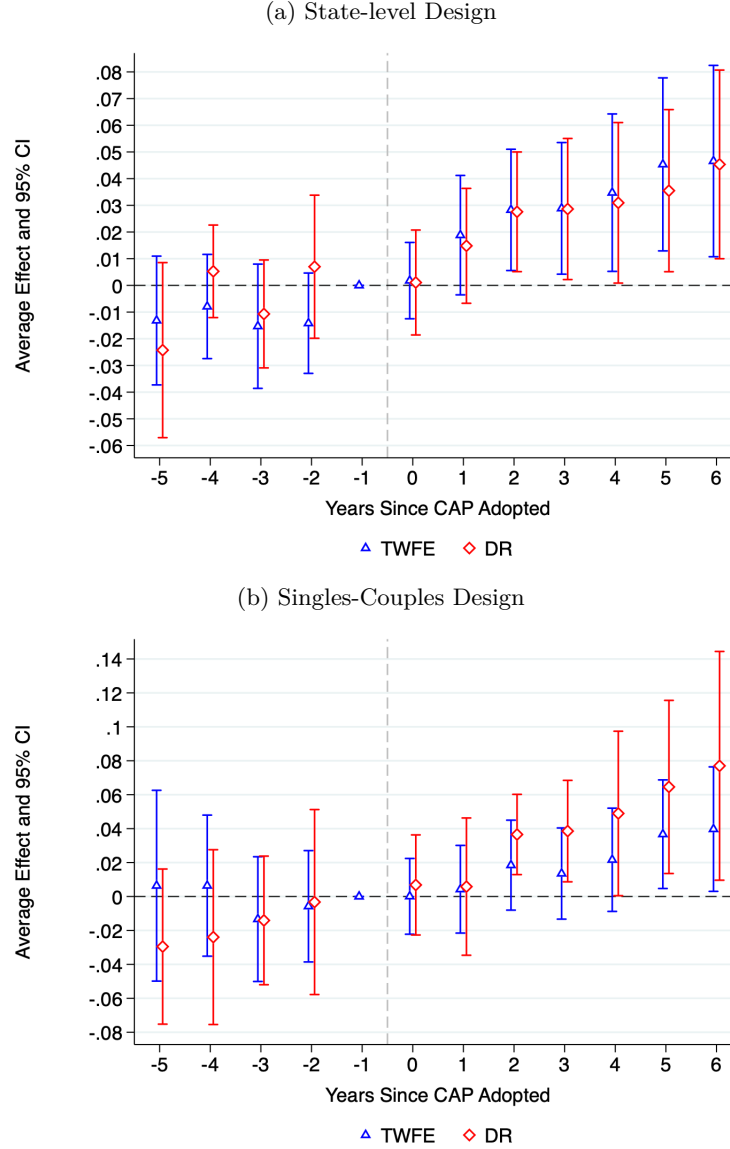 (a) State-level Design
Average Effect and 95% CI
.08
.07
.06
.05
.04
.03
.02
.01
0
-.01
-.02
-.03
-.04
-.05
-.06
-5 -4 -3 -2 -1 0 1 2 3 4 5 6
Years Since CAP Adopted
TWFE DR
(b) Singles-Couples Design
Average Effect and 95% CI
.14
.12
.1
.08
.06
.04
.02
0
-.02
-.04
-.06
-.08
-5 -4 -3 -2 -1 0 1 2 3 4 5 6
Years Since CAP Adopted
TWFE DR